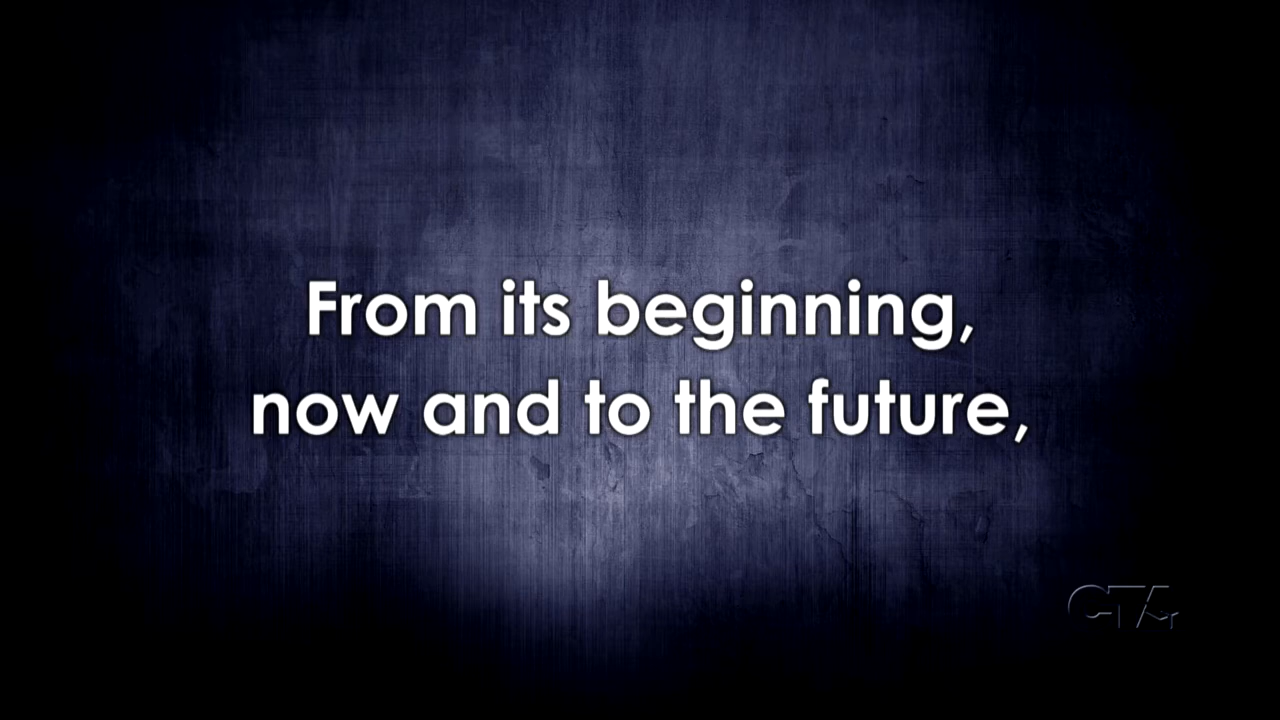 From its beginning,
now and to the future,